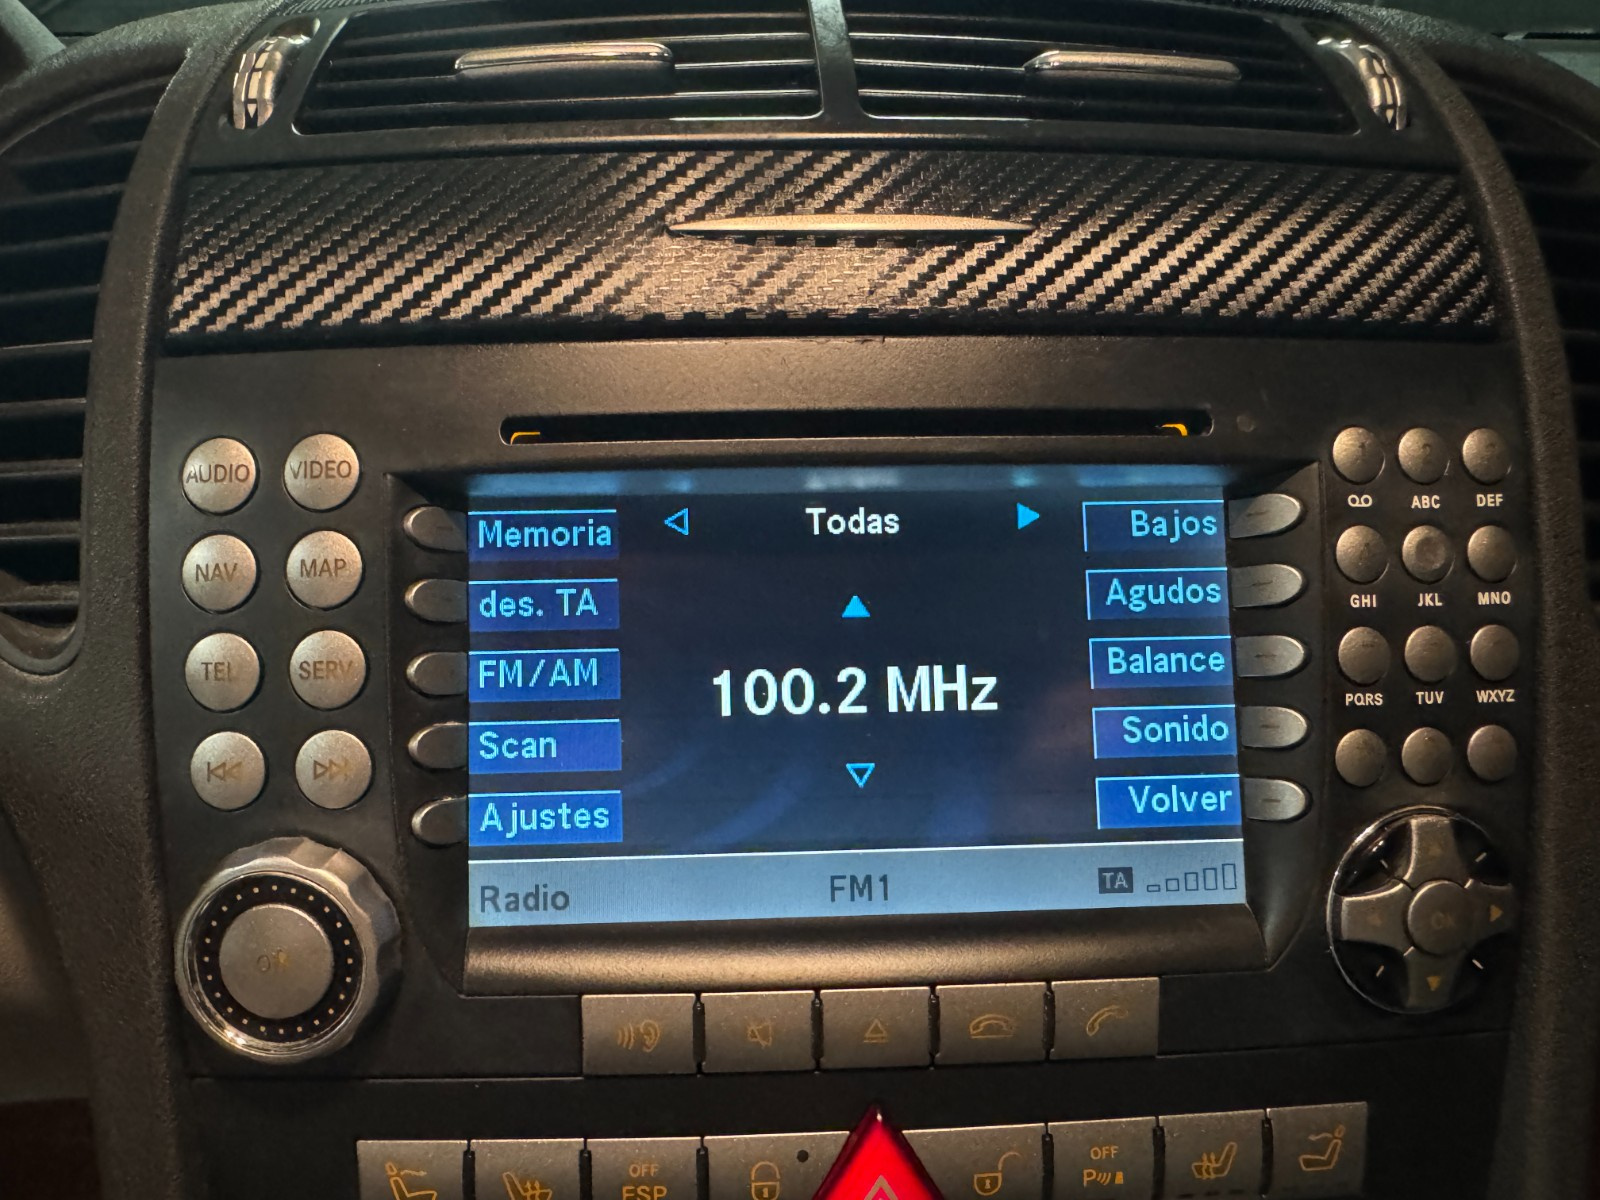 AUDIO VIDEO
NAV MAP
TEL SERV
Memoria
des. TA
FM/AM
Scan
Ajustes
Todas
100.2 MHz
Bajos
Agudos
Balance
Sonido
Volver
Radio FM1 TA
ABC DEF
GHI JKL MNO
PQRS TUV WXYZ
OK
OFF
ESP
OFF
P